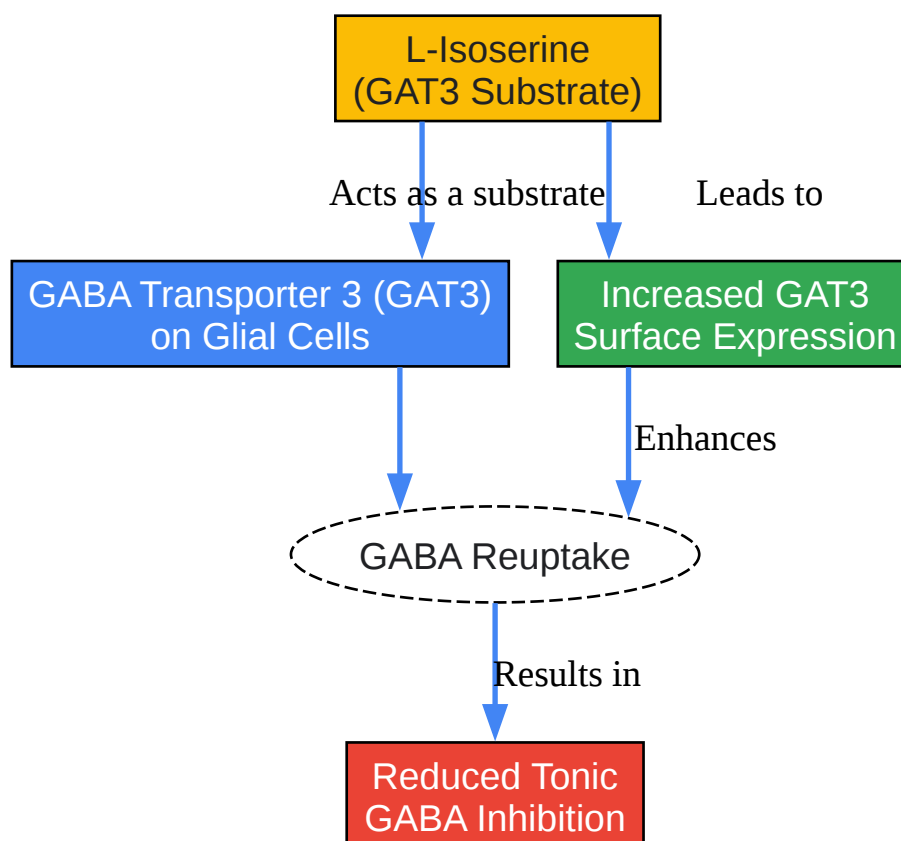 L-Isoserine
(GAT3 Substrate)
Acts as a substrate
Leads to
GABA Transporter 3 (GAT3)
on Glial Cells
Increased GAT3
Surface Expression
Enhances
GABA Reuptake
Results in
Reduced Tonic
GABA Inhibition